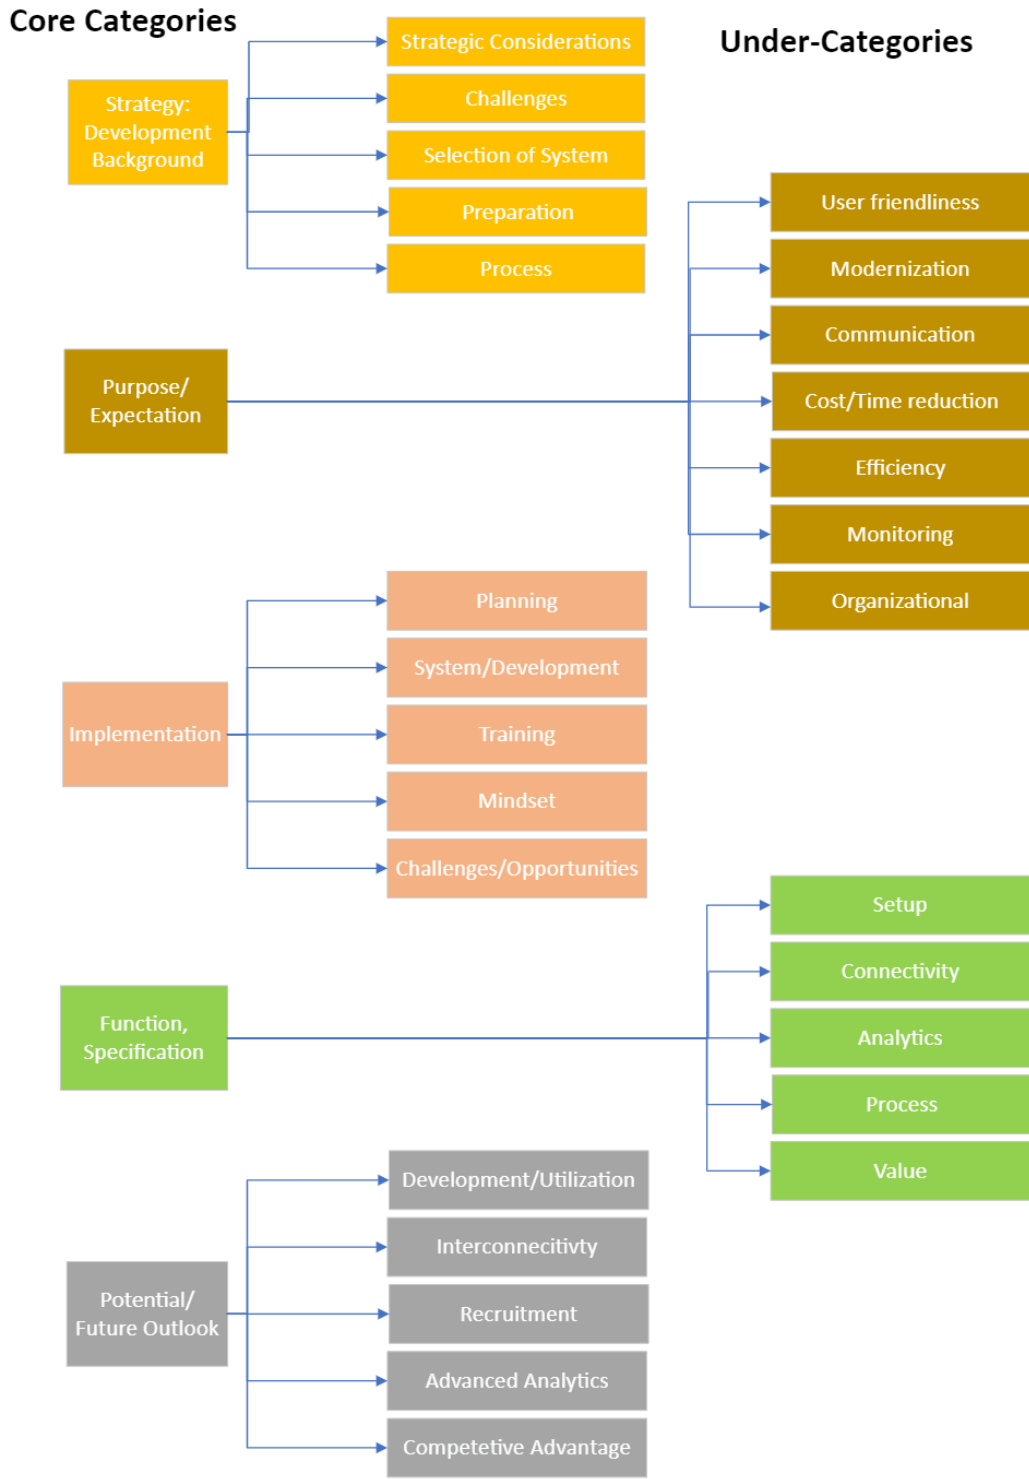 Core Categories
Under-Categories
Strategy:
Development
Background
Strategic Considerations
Challenges
Selection of System
Preparation
Process
Purpose/
Expectation
User friendliness
Modernization
Communication
Cost/Time reduction
Efficiency
Monitoring
Organizational
Implementation
Planning
System/Development
Training
Mindset
Challenges/Opportunities
Function,
Specification
Setup
Connectivity
Analytics
Process
Value
Potential/
Future Outlook
Development/Utilization
Interconnecitivty
Recruitment
Advanced Analytics
Competetive Advantage